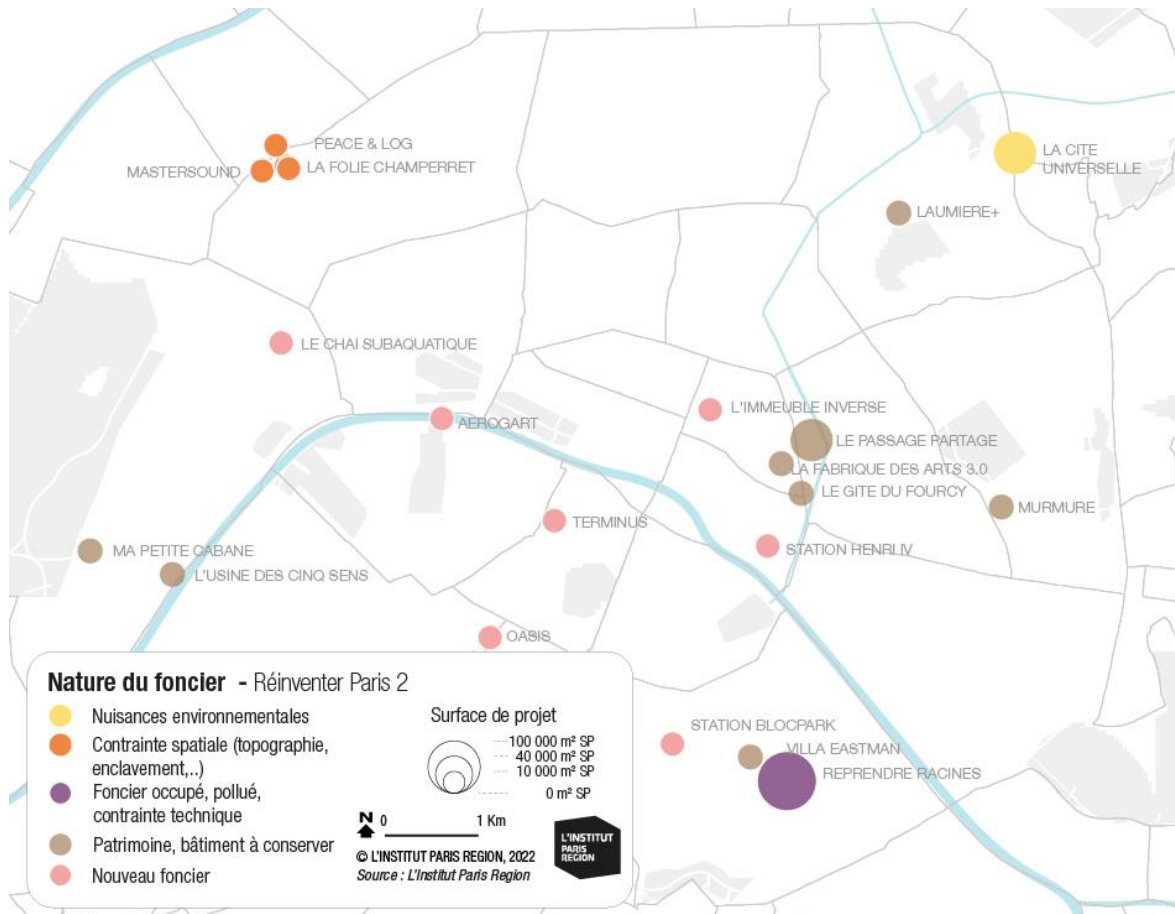 PEACE & LOG
MASTERSOUND
LA FOLIE CHAMPERRET
LA CITE
UNIVERSELLE
LAUMIERE+
LE CHAI SUBAQUATIQUE
AEROGART
L'IMMEUBLE INVERSE
LE PASSAGE PARTAGE
LA FABRIQUE DES ARTS 3.0
LE GITE DU FOURCY
MURMURE
TERMINUS
STATION HENRI IV
MA PETITE CABANE
L'USINE DES CINQ SENS
OASIS
STATION BLOCPARK
VILLA EASTMAN
REPRENDRE RACINES
Nature du foncier - Réinventer Paris 2
Nuisances environnementales
Contrainte spatiale (topographie,
enclavement,..)
Foncier occupé, pollué,
contrainte technique
Patrimoine, bâtiment à conserver
Nouveau foncier
Surface de projet
100 000 m² SP
40 000 m² SP
10 000 m² SP
0 m² SP
N 0 1 Km
© L'INSTITUT PARIS REGION, 2022
Source : L'Institut Paris Region
L'INSTITUT
PARIS
REGION